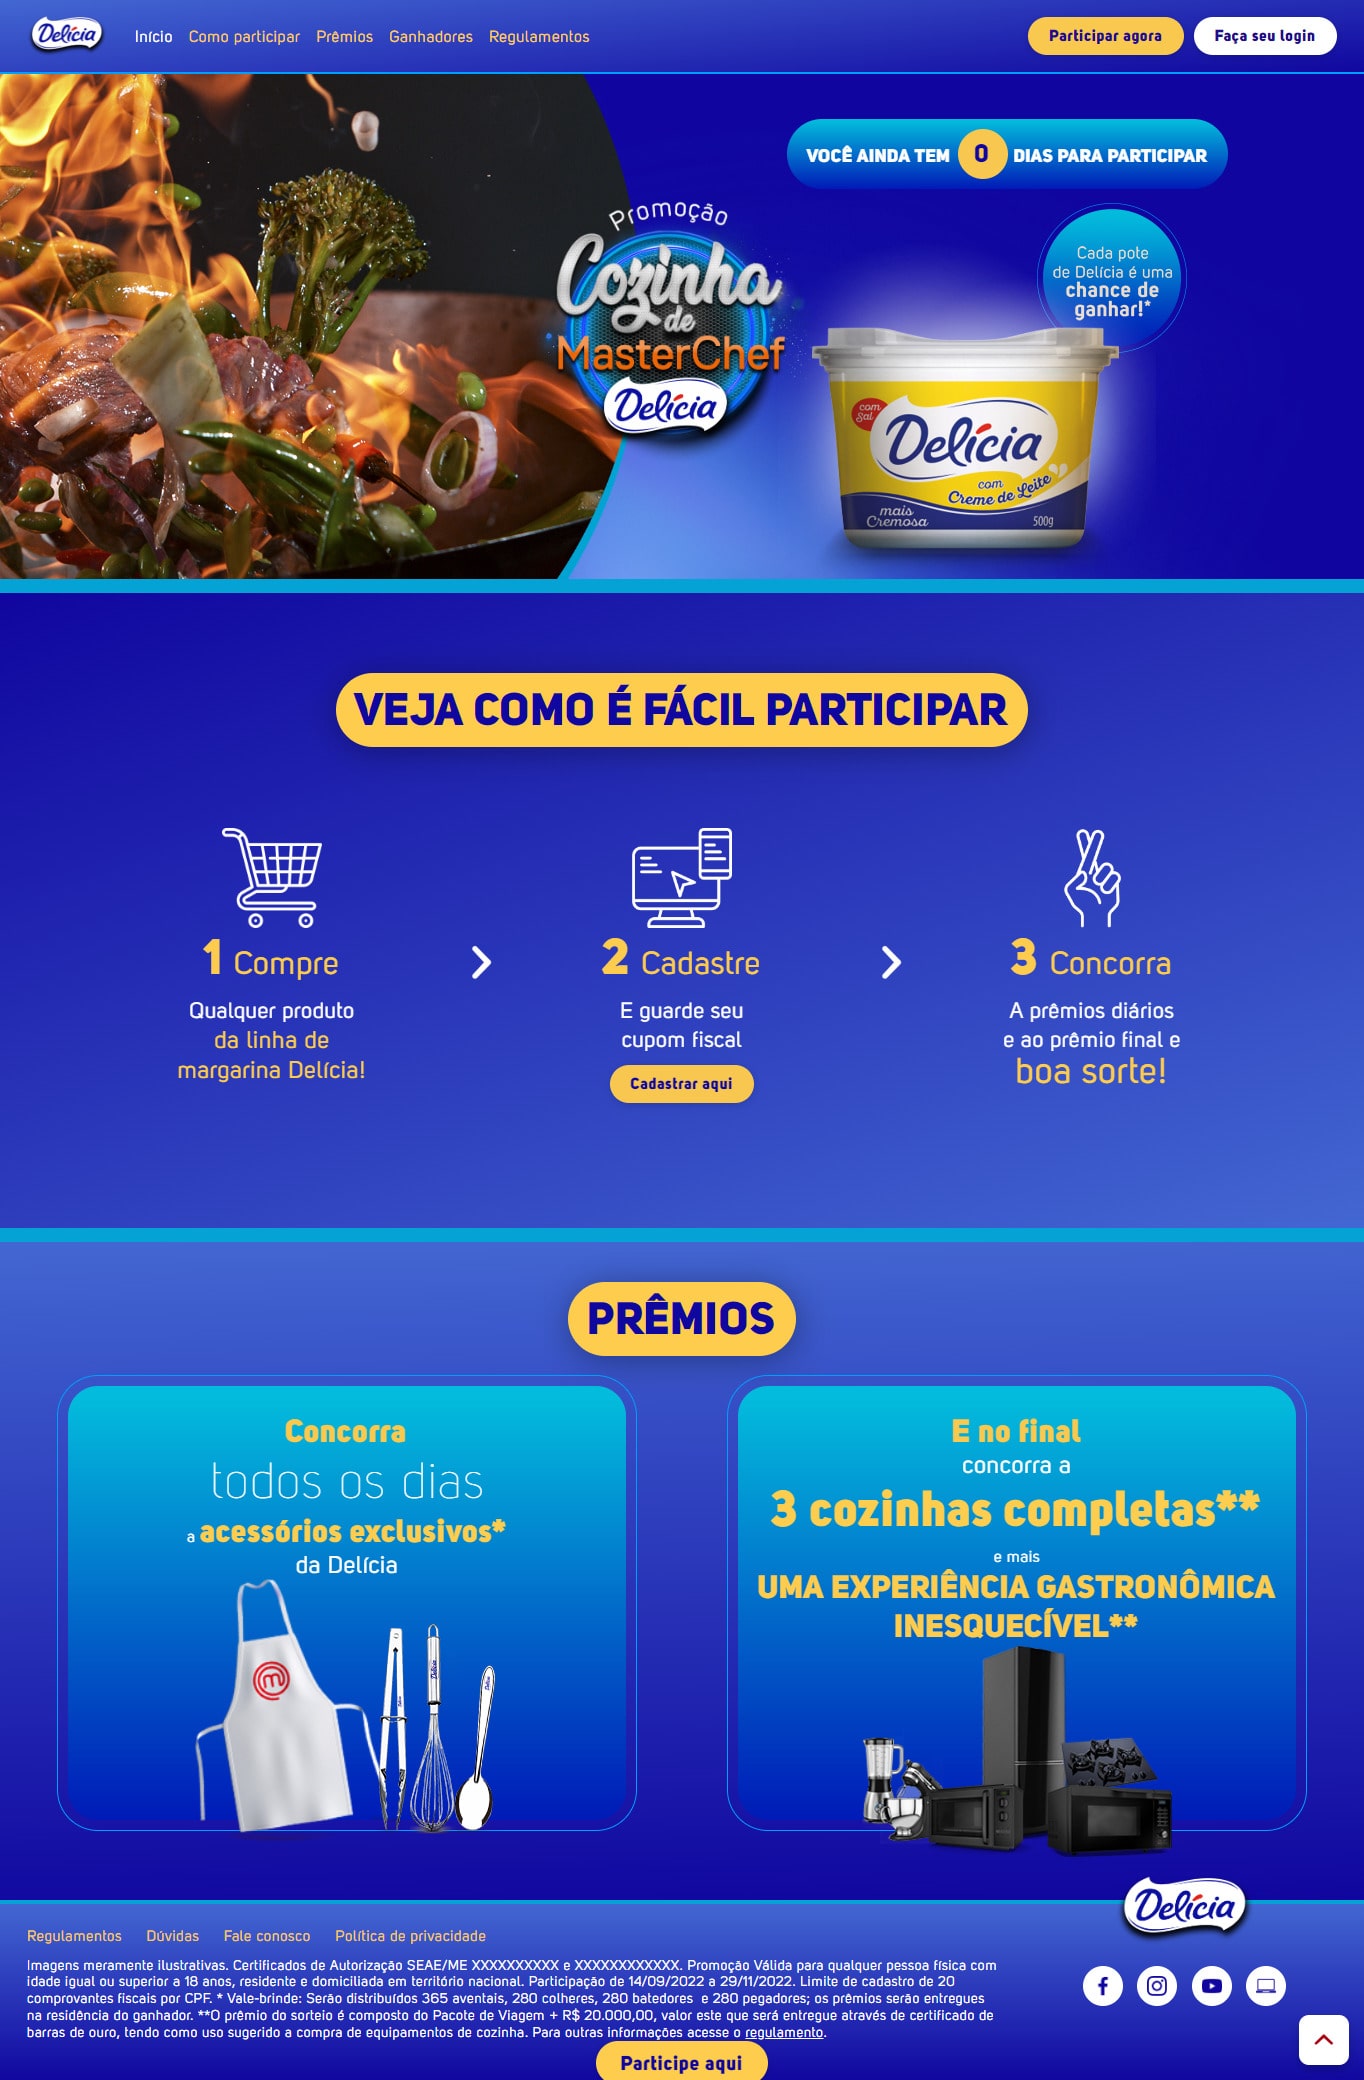 Delícia
Início Como participar Prêmios Ganhadores Regulamentos
Participar agora
Faça seu login
VOCÊ AINDA TEM 0 DIAS PARA PARTICIPAR
Promoção
Cozinha
de
MasterChef
Delícia
Cada pote
de Delícia é uma
chance de
ganhar!*
com
Sal
Delícia
com
Creme de Leite
mais
Cremosa
500g
VEJA COMO É FÁCIL PARTICIPAR
1 Compre
Qualquer produto
da linha de
margarina Delícia!
2 Cadastre
E guarde seu
cupom fiscal
Cadastrar aqui
3 Concorra
A prêmios diários
e ao prêmio final e
boa sorte!
PRÊMIOS
Concorra
todos os dias
a acessórios exclusivos*
da Delícia
Delícia
Delícia
Delícia
E no final
concorra a
3 cozinhas completas**
e mais
UMA EXPERIÊNCIA GASTRONÔMICA
INESQUECÍVEL**
Delícia
Regulamentos Dúvidas Fale conosco Política de privacidade
Imagens meramente ilustrativas. Certificados de Autorização SEAE/ME XXXXXXXXXX e XXXXXXXXXXXX. Promoção Válida para qualquer pessoa física com
idade igual ou superior a 18 anos, residente e domiciliada em território nacional. Participação de 14/09/2022 a 29/11/2022. Limite de cadastro de 20
comprovantes fiscais por CPF. * Vale-brinde: Serão distribuídos 365 aventais, 280 colheres, 280 batedores e 280 pegadores; os prêmios serão entregues
na residência do ganhador. **O prêmio do sorteio é composto do Pacote de Viagem + R$ 20.000,00, valor este que será entregue através de certificado de
barras de ouro, tendo como uso sugerido a compra de equipamentos de cozinha. Para outras informações acesse o regulamento.
Participe aqui